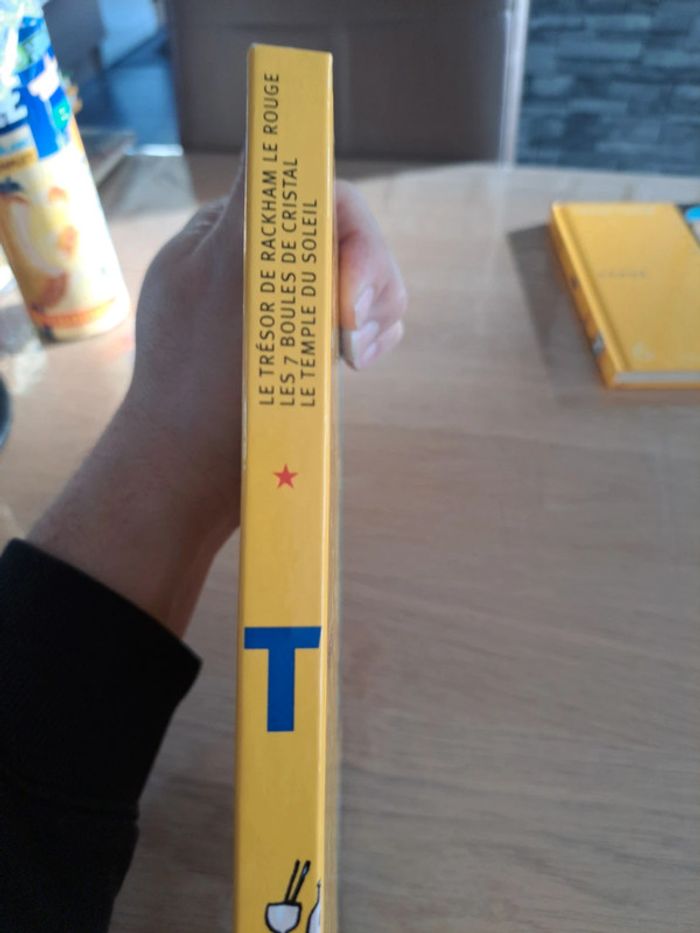 LE TRÉSOR DE RACKHAM LE ROUGE
LES 7 BOULES DE CRISTAL
LE TEMPLE DU SOLEIL
T